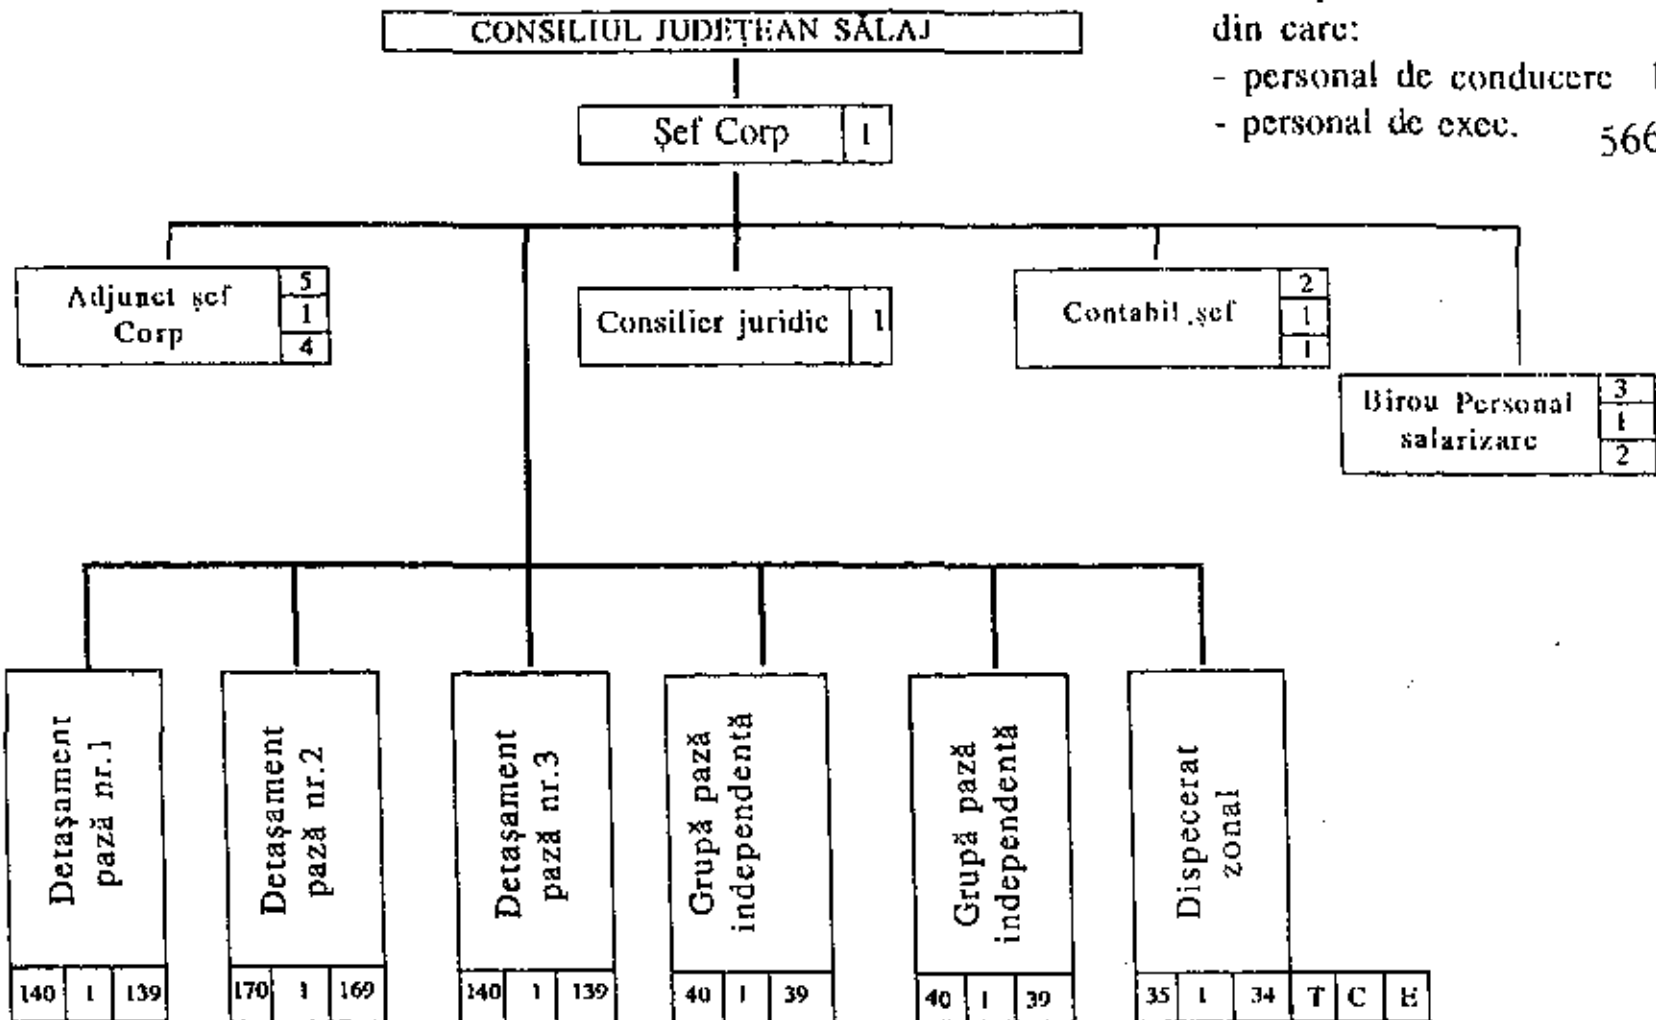 CONSILIUL JUDEȚEAN SĂLAJ
din care:
- personal de conducere
- personal de exec. 566
Șef Corp 1
Adjunct șef
Corp
5
1
4
Consilier juridic 1
Contabil șef
2
1
1
Birou Personal
salarizare
3
1
2
Detașament
pază nr.1
140 1 139
Detașament
pază nr.2
170 1 169
Detașament
pază nr.3
140 1 139
Grupă pază
independentă
40 1 39
Grupă pază
independentă
40 1 39
Dispecerat
zonal
35 1 34 T C E